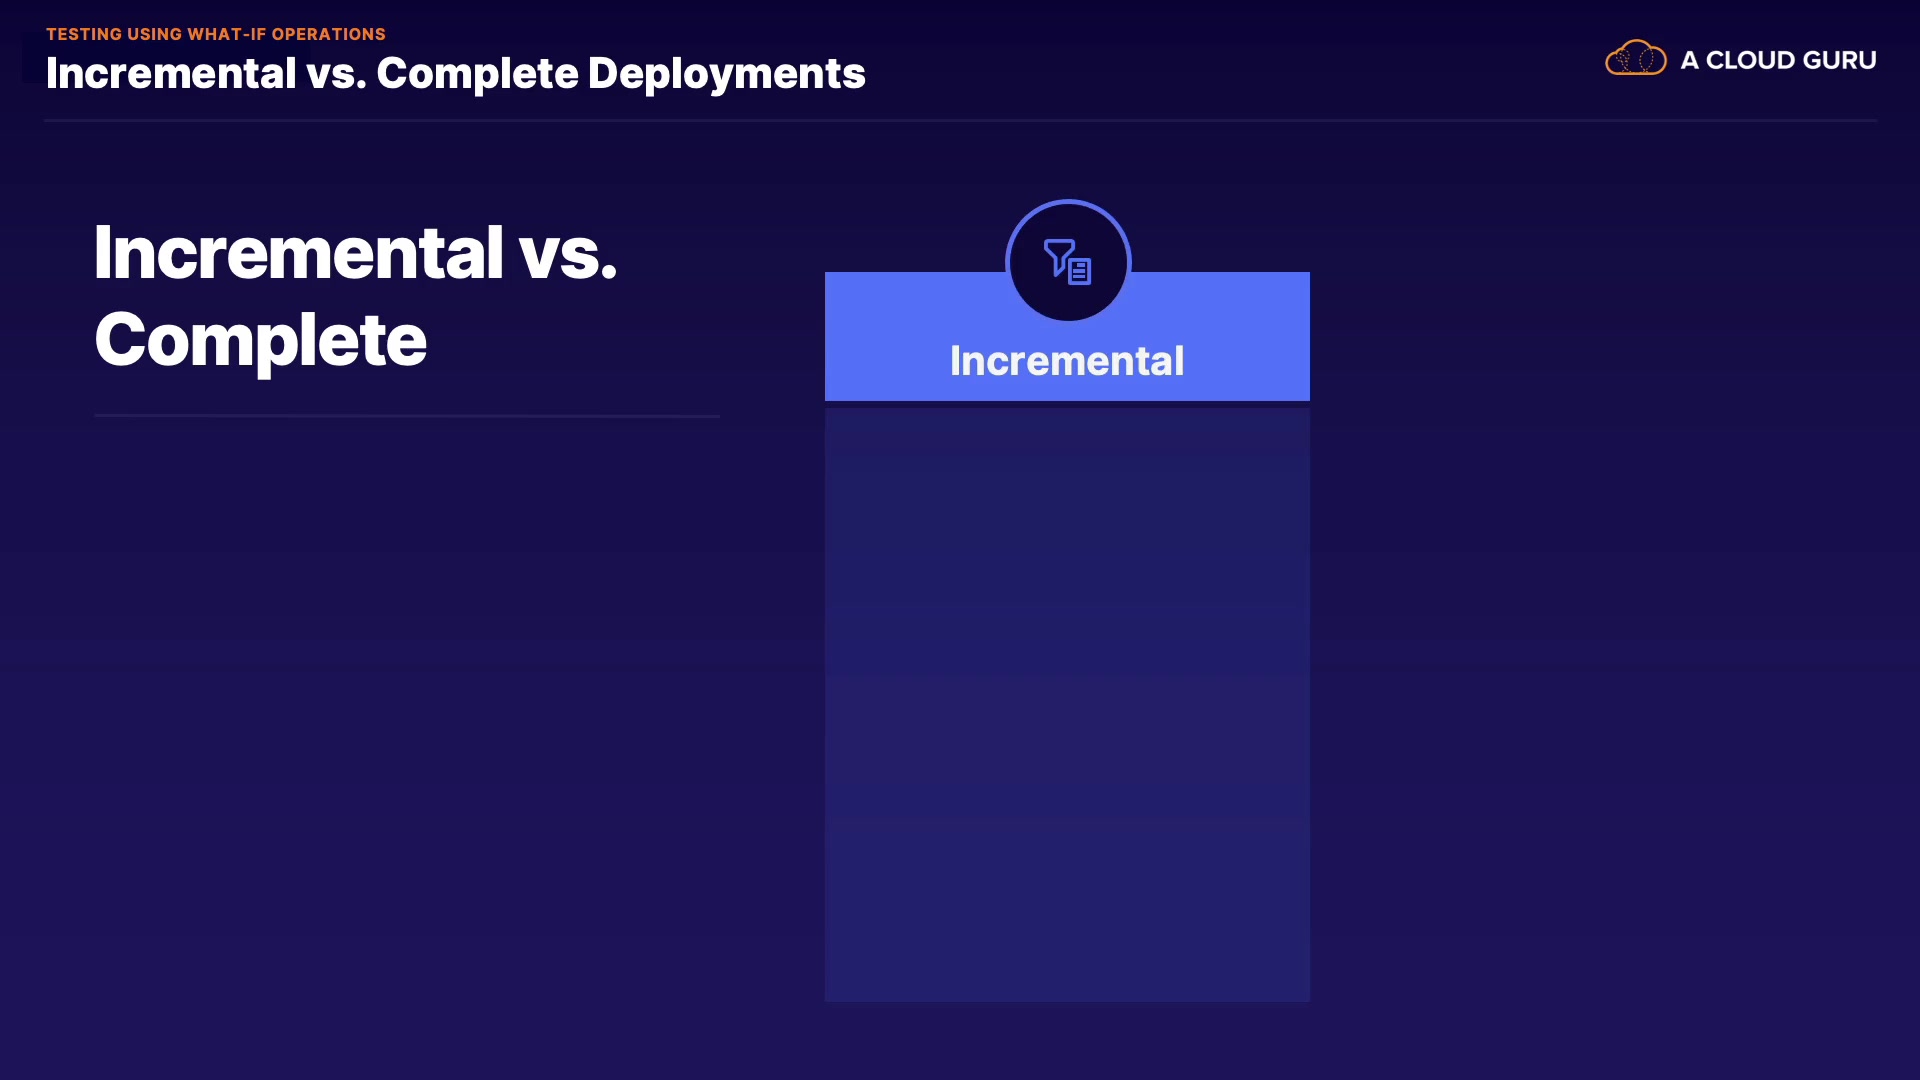 TESTING USING WHAT-IF OPERATIONS
Incremental vs. Complete Deployments
A CLOUD GURU
Incremental vs.
Complete
Incremental